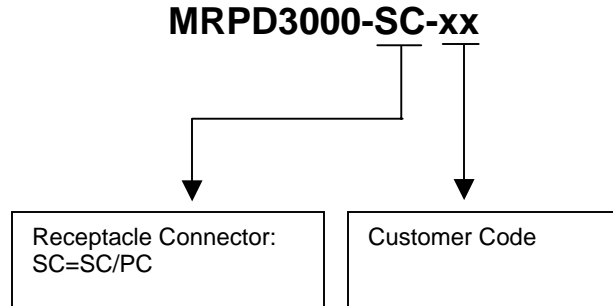 MRPD3000-SC-xx
Receptacle Connector:
SC=SC/PC
Customer Code